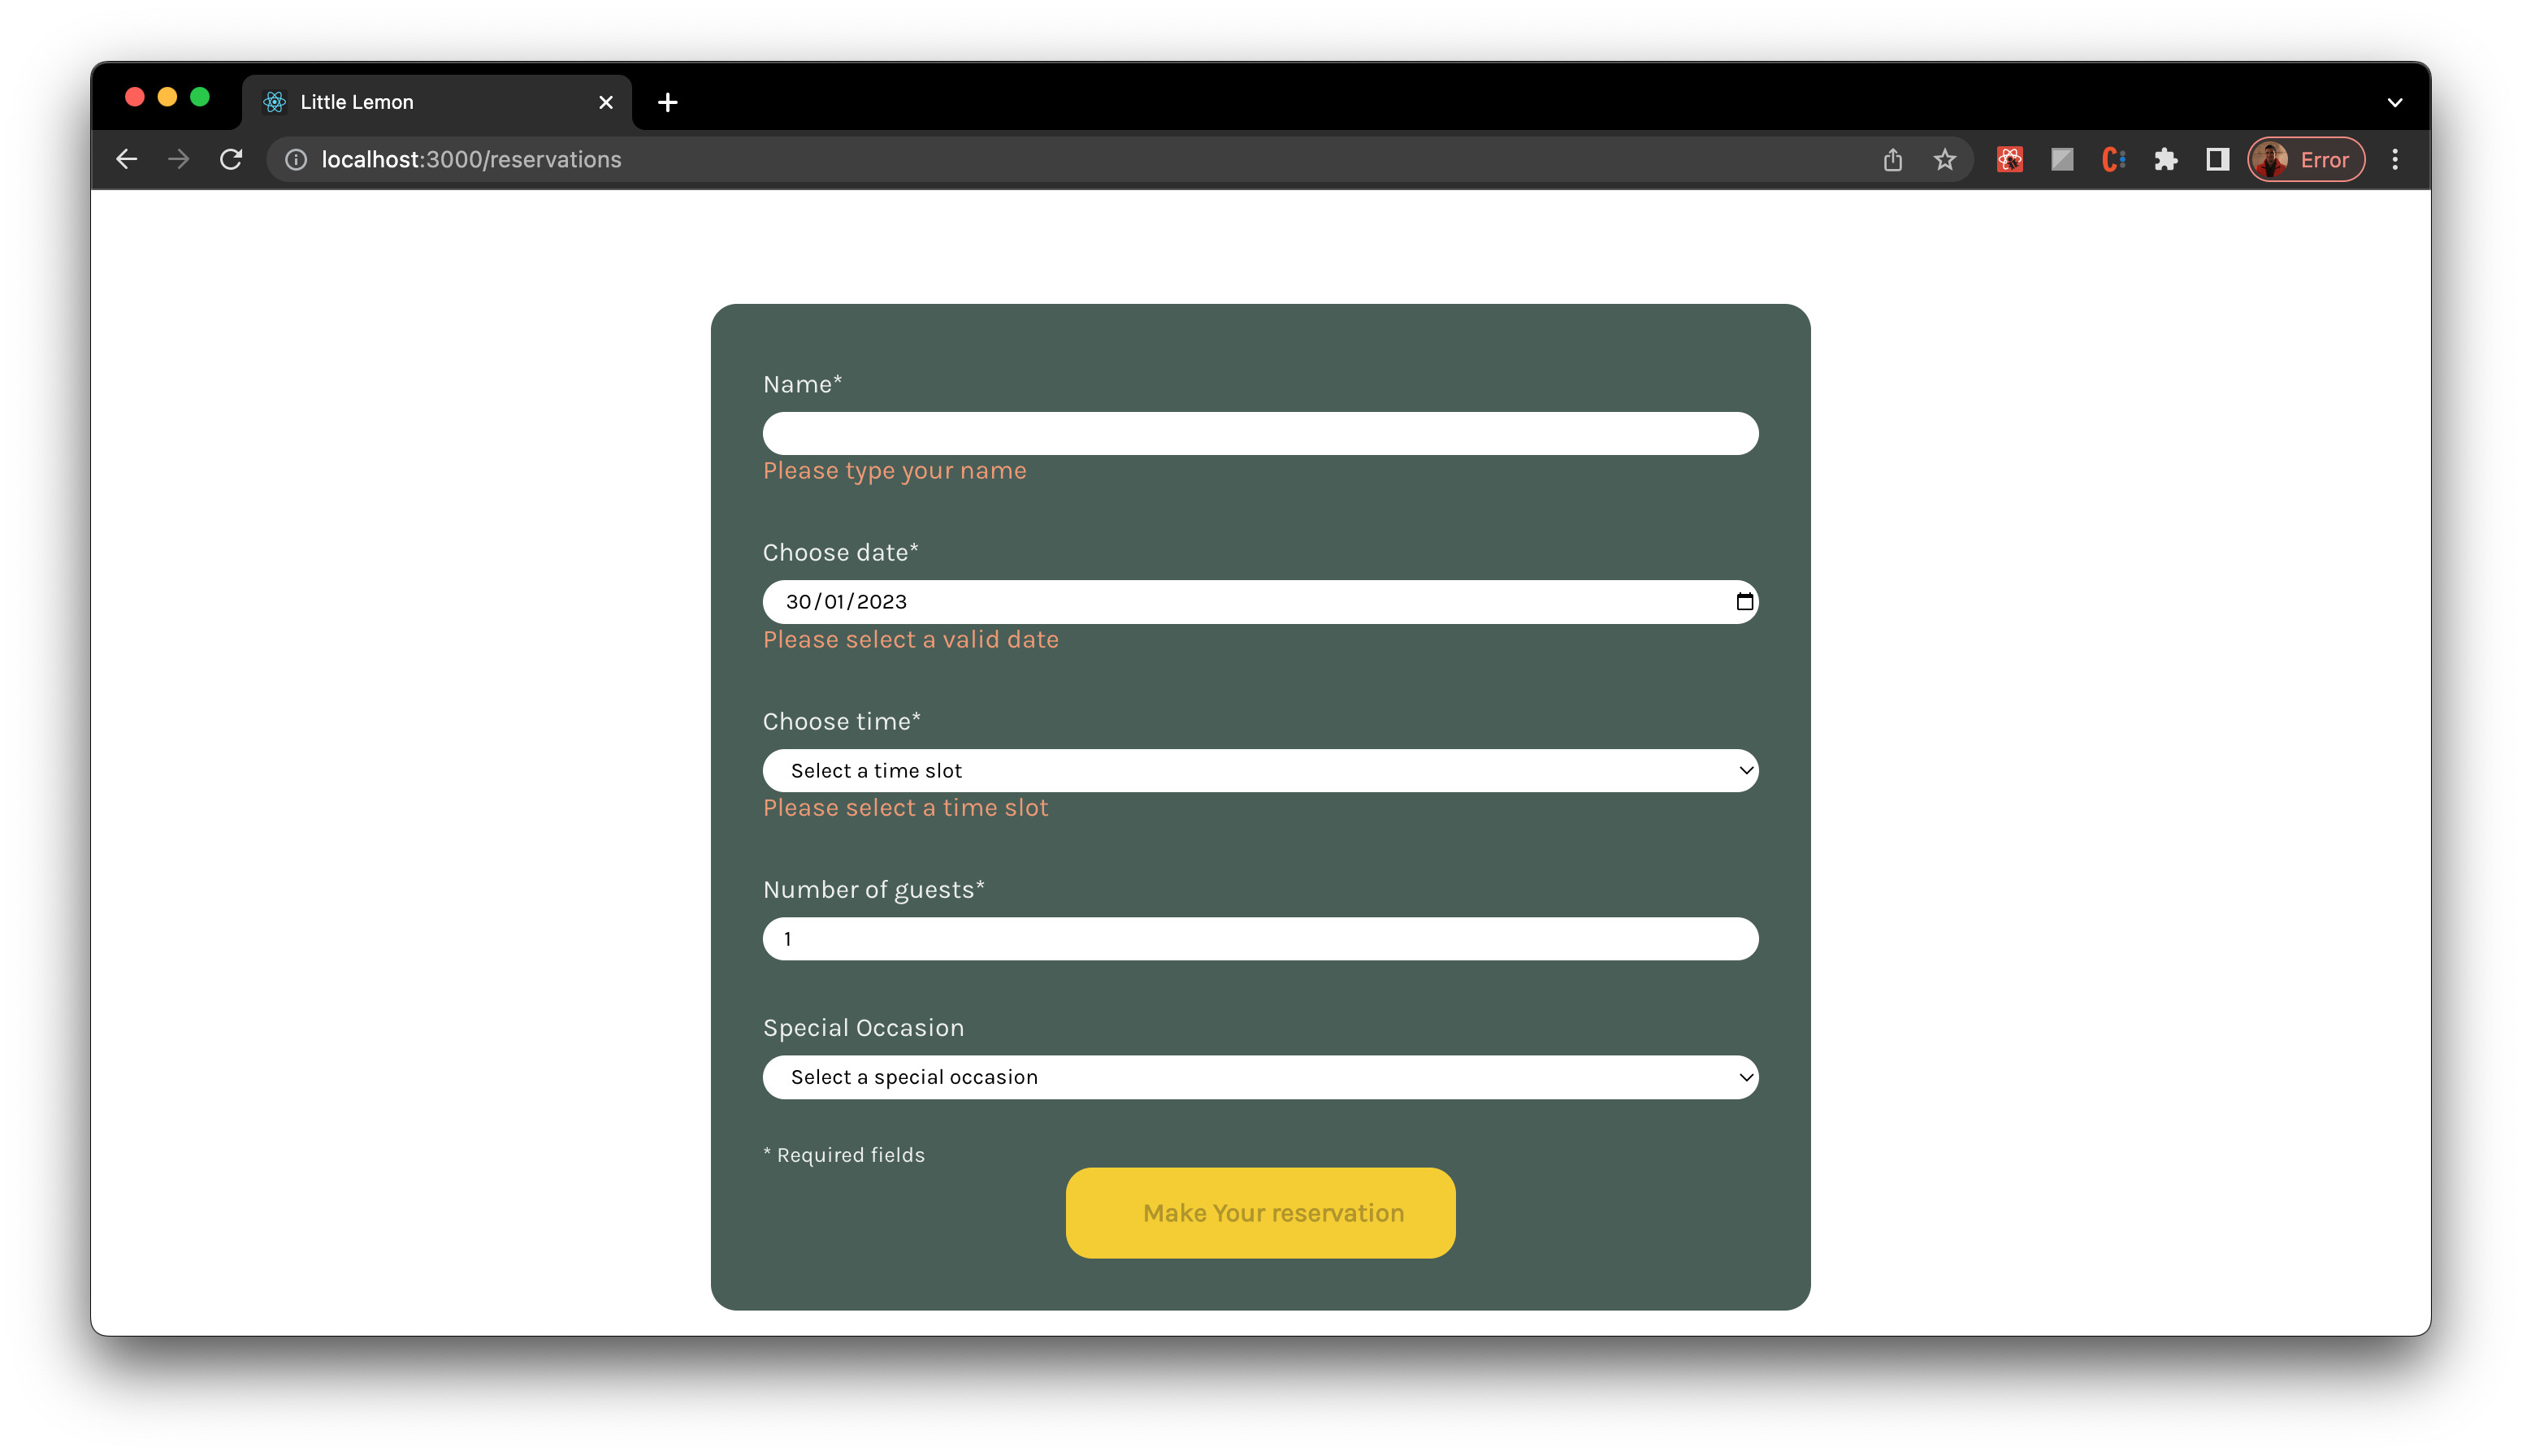 Little Lemon
localhost:3000/reservations
Error
Name*
Please type your name
Choose date*
30/01/2023
Please select a valid date
Choose time*
Select a time slot
Please select a time slot
Number of guests*
1
Special Occasion
Select a special occasion
* Required fields
Make Your reservation